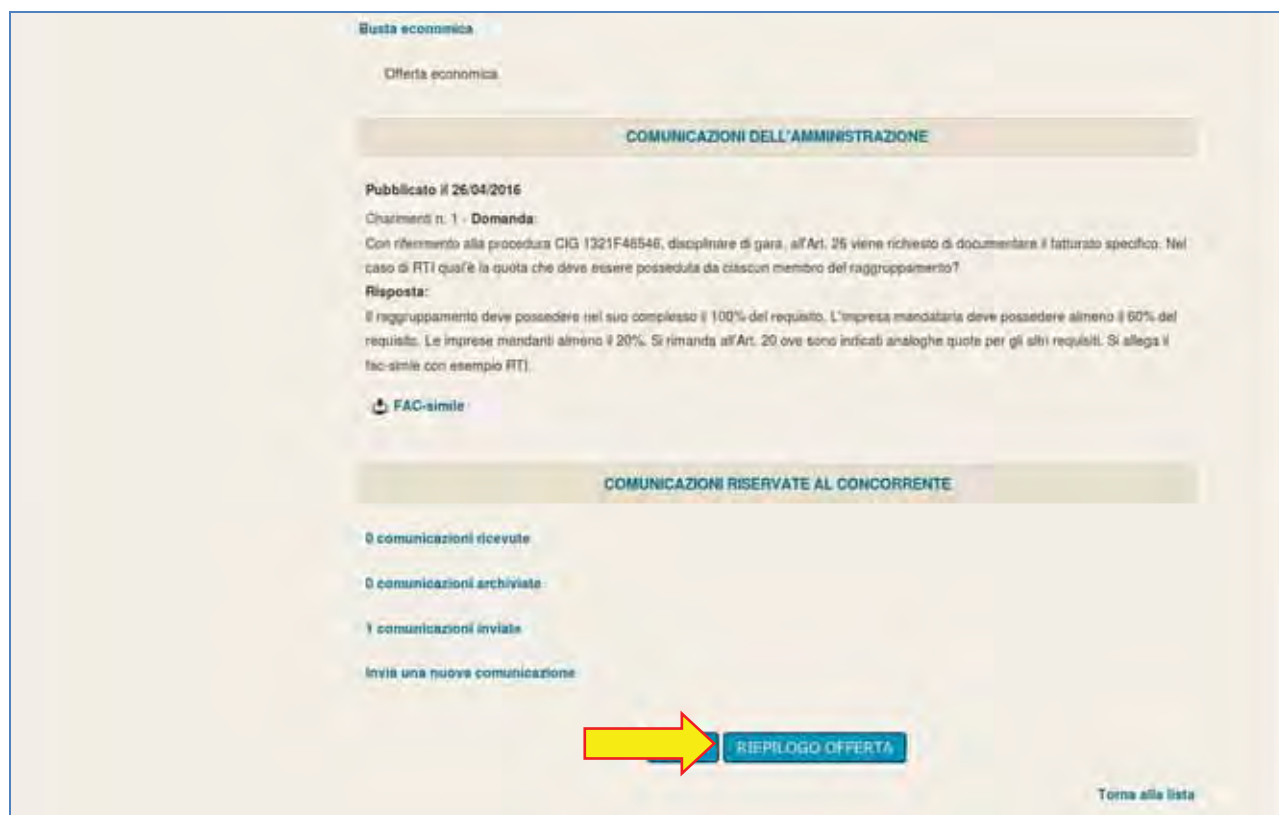 Busta economica
Offerta economica
COMUNICAZIONI DELL'AMMINISTRAZIONE
Pubblicato il 26/04/2016
Chiarimenti n. 1 - Domanda:
Con riferimento alla procedura CIG 1321F46546, disciplinare di gara, all'Art. 26 viene richiesto di documentare il fatturato specifico. Nel
caso di RTI qual'è la quota che deve essere posseduta da ciascun membro del raggruppamento?
Risposta:
Il raggruppamento deve possedere nel suo complesso il 100% del requisito. L'impresa mandataria deve possedere almeno il 60% del
requisito. Le imprese mandanti almeno il 20%. Si rimanda all'Art. 20 ove sono indicati analoghe quote per gli altri requisiti. Si allega il
fac-simile con esempio RTI.
FAC-simile
COMUNICAZIONI RISERVATE AL CONCORRENTE
0 comunicazioni ricevute
0 comunicazioni archiviate
1 comunicazioni inviate
Invia una nuova comunicazione
RIEPILOGO OFFERTA
Torna alla lista